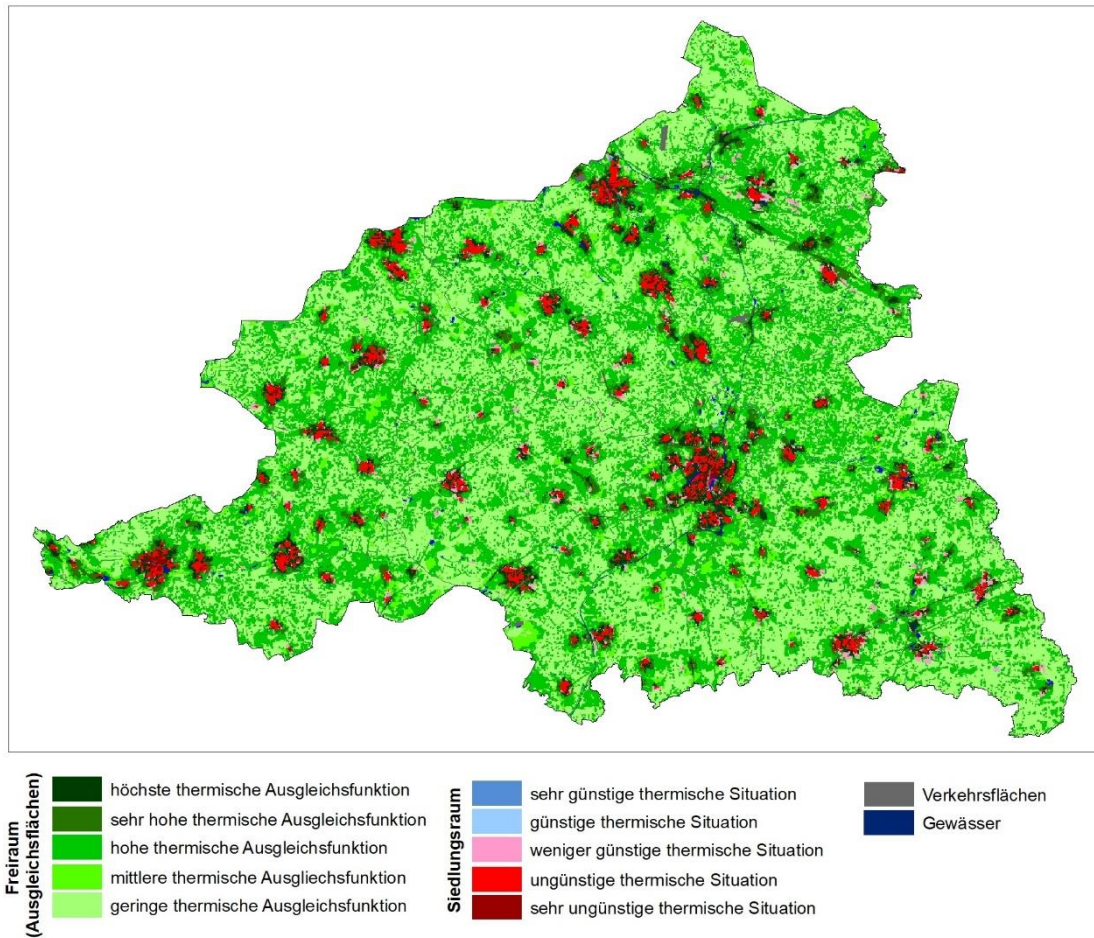 Freiraum
(Ausgleichsflächen)
höchste thermische Ausgleichsfunktion
sehr hohe thermische Ausgleichsfunktion
hohe thermische Ausgleichsfunktion
mittlere thermische Ausgliechsfunktion
geringe thermische Ausgleichsfunktion
Siedlungsraum
sehr günstige thermische Situation
günstige thermische Situation
weniger günstige thermische Situation
ungünstige thermische Situation
sehr ungünstige thermische Situation
Verkehrsflächen
Gewässer